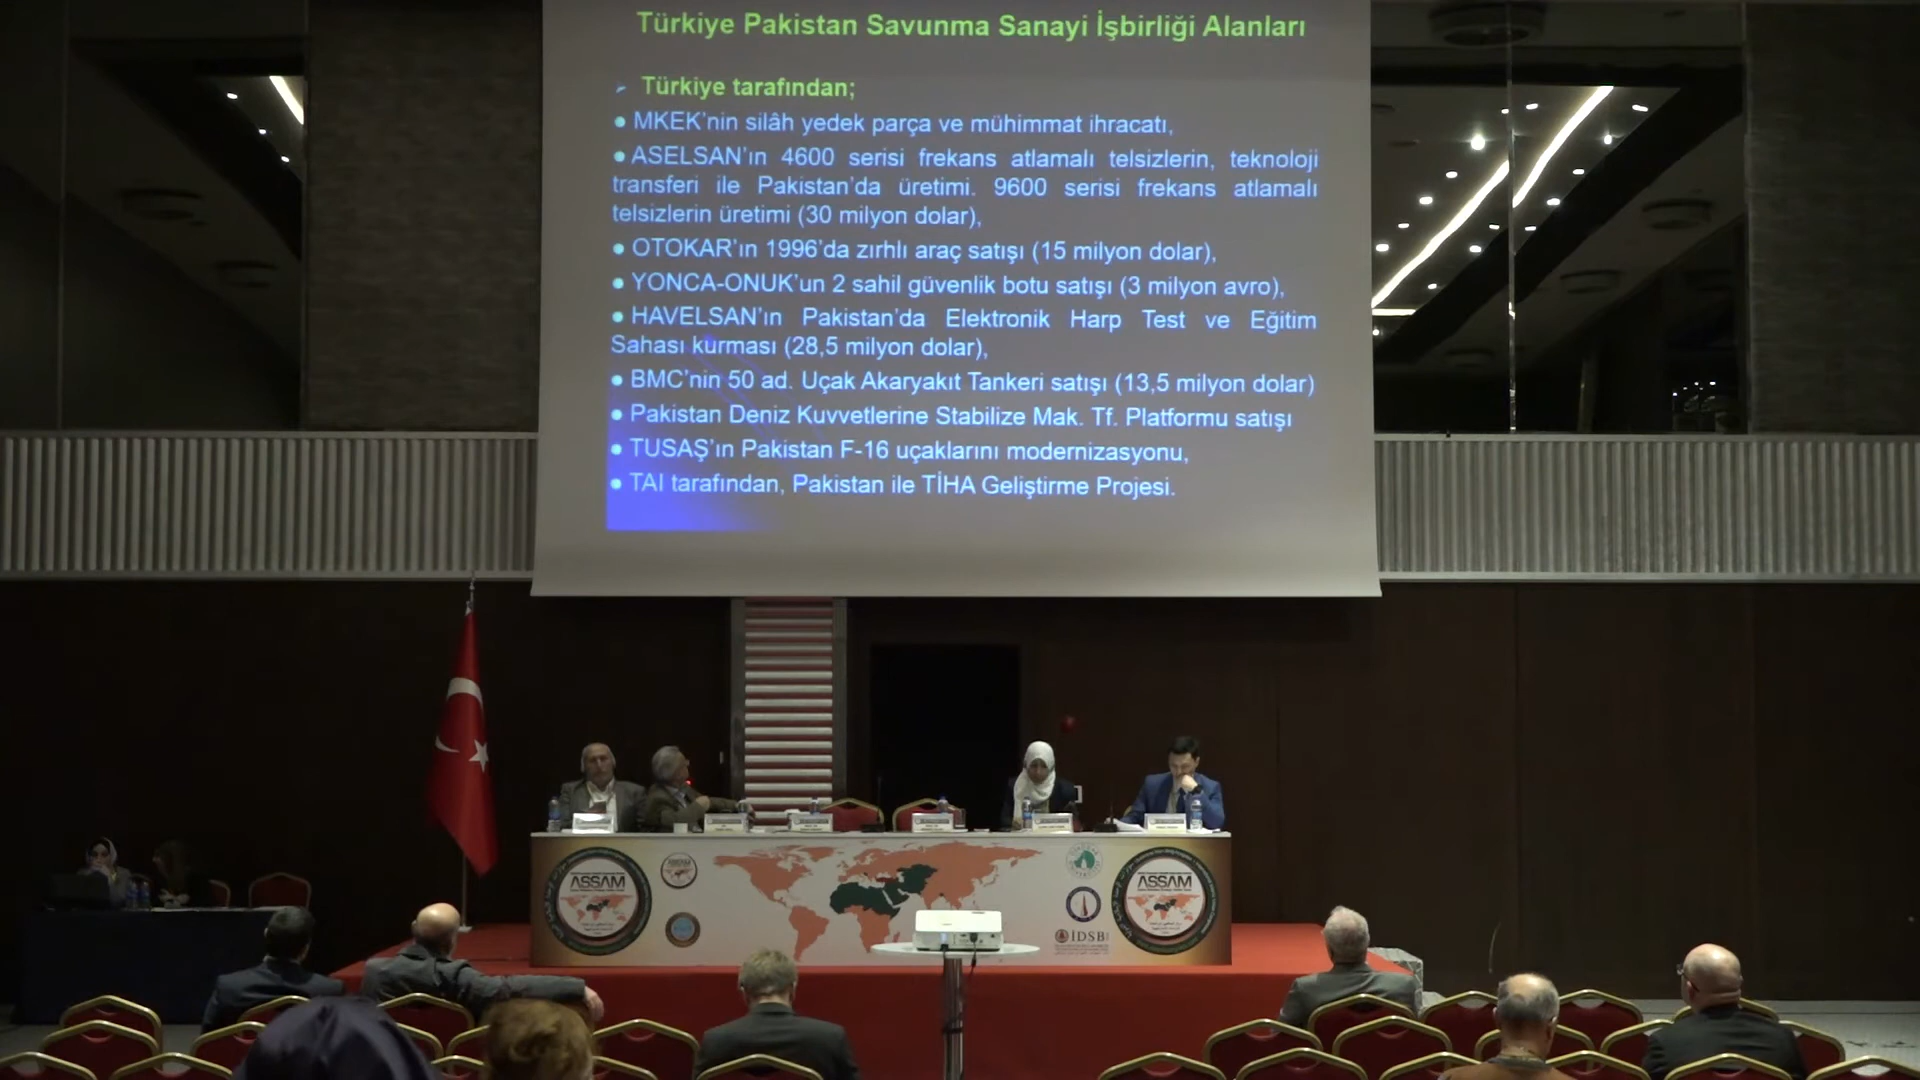 Türkiye Pakistan Savunma Sanayi İşbirliği Alanları
Türkiye tarafından;
● MKEK'nin silâh yedek parça ve mühimmat ihracatı,
● ASELSAN'ın 4600 serisi frekans atlamalı telsizlerin, teknoloji
transferi ile Pakistan'da üretimi. 9600 serisi frekans atlamalı
telsizlerin üretimi (30 milyon dolar),
● OTOKAR'ın 1996'da zırhlı araç satışı (15 milyon dolar),
● YONCA-ONUK'un 2 sahil güvenlik botu satışı (3 milyon avro),
● HAVELSAN'ın Pakistan'da Elektronik Harp Test ve Eğitim
Sahası kurması (28,5 milyon dolar),
● BMC'nin 50 ad. Uçak Akaryakıt Tankeri satışı (13,5 milyon dolar)
● Pakistan Deniz Kuvvetlerine Stabilize Mak. Tf. Platformu satışı
● TUSAŞ'ın Pakistan F-16 uçaklarını modernizasyonu,
● TAI tarafından, Pakistan ile TİHA Geliştirme Projesi.
ASSAM
ASSAM
İDSB